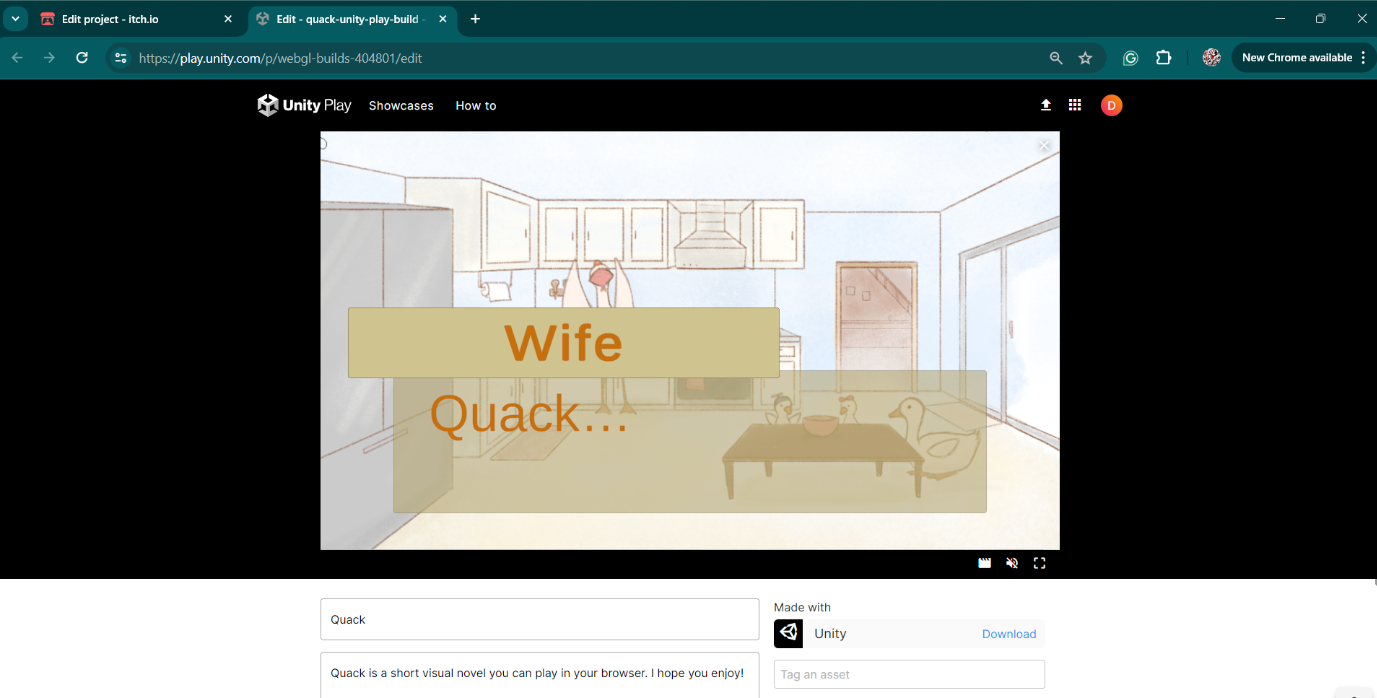 Edit project - itch.io
Edit - quack-unity-play-build -
https://play.unity.com/p/webgl-builds-404801/edit
New Chrome available
Unity Play
Showcases
How to
D
Wife
Quack...
Quack
Made with
Unity
Download
Quack is a short visual novel you can play in your browser. I hope you enjoy!
Tag an asset